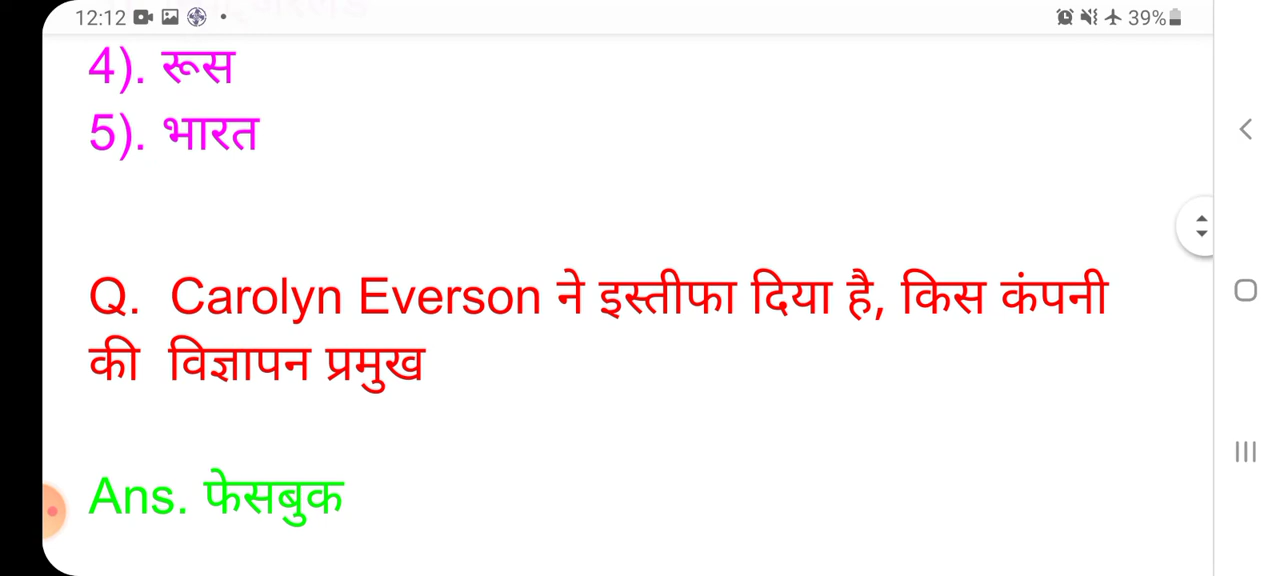 12:12
39%
4). रूस
5). भारत
Q. Carolyn Everson ने इस्तीफा दिया है, किस कंपनी
की विज्ञापन प्रमुख
Ans. फेसबुक